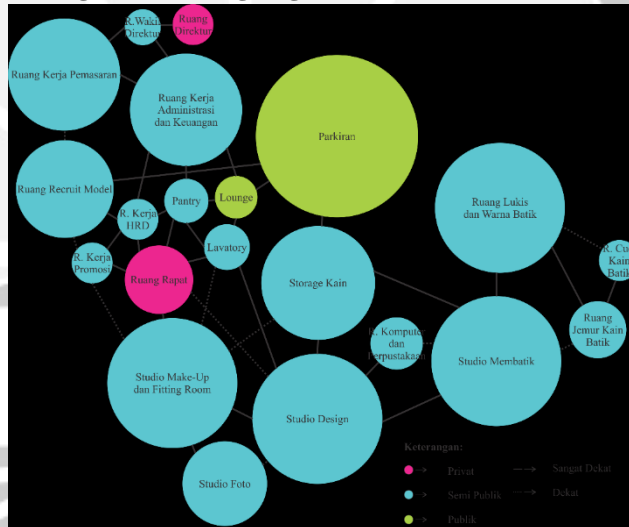 R.Wakil
Direktur
Ruang
Direktur
Ruang Kerja Pemasaran
Ruang Kerja
Administrasi
dan Keuangan
Parkiran
Ruang Recruit Model
Pantry
Lounge
Ruang Lukis
dan Warna Batik
R. Kerja
HRD
Lavatory
R. Kerja
Promosi
Ruang Rapat
Storage Kain
Kain
Batik
Ruang
Jemur Kain
Batik
dan
Perpustakaan
Studio Membatik
Studio Make-Up
dan Fitting Room
Studio Design
Studio Foto
Keterangan:
Privat
Sangat Dekat
Semi Publik
Dekat
Publik